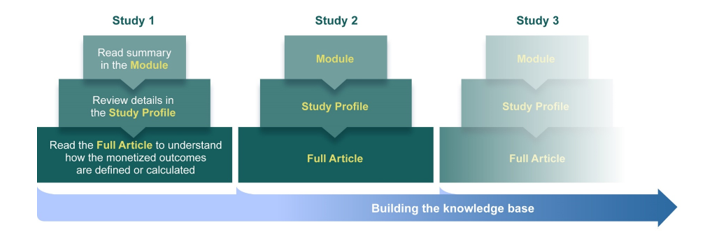 Study 1
Read summary
in the Module
Review details in
the Study Profile
Read the Full Article to understand
how the monetized outcomes
are defined or calculated
Study 2
Module
Study Profile
Full Article
Study 3
Module
Study Profile
Full Article
Building the knowledge base